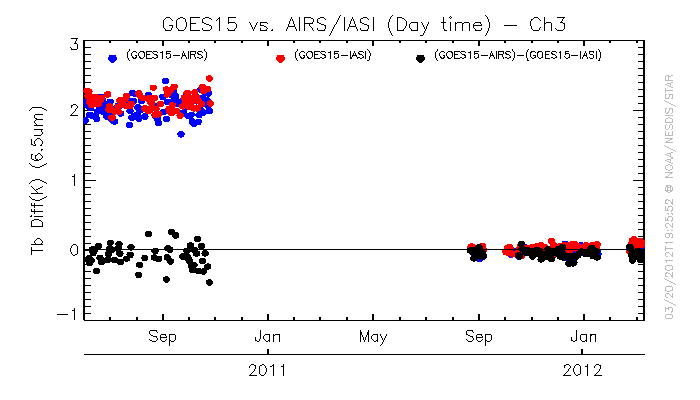 GOES15 vs. AIRS/IASI (Day time) - Ch3
(GOES15-AIRS) (GOES15-IASI) (GOES15-AIRS)-(GOES15-IASI)
3
2
1
0
-1
Tb Diff(K) (6.5um)
Sep Jan May Sep Jan
2011 2012
03/20/2012T19:25:52 @ NOAA/NESDIS/STAR